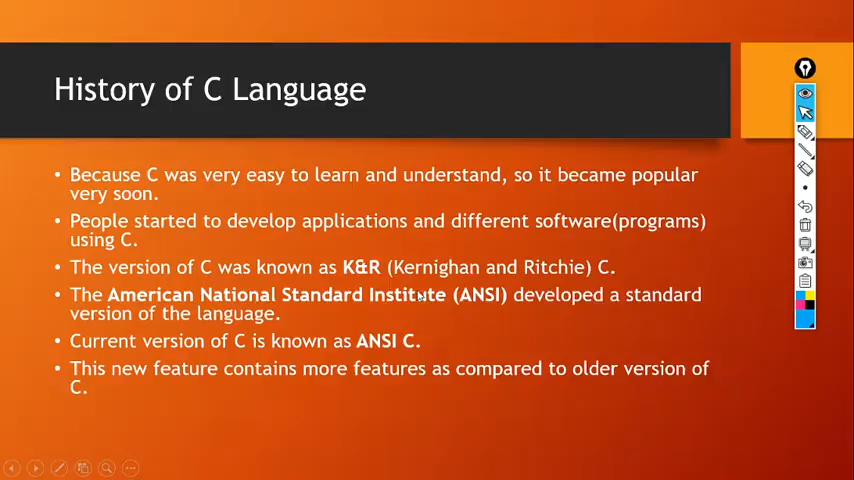 History of C Language
• Because C was very easy to learn and understand, so it became popular
very soon.
• People started to develop applications and different software(programs)
using C.
• The version of C was known as K&R (Kernighan and Ritchie) C.
• The American National Standard Institute (ANSI) developed a standard
version of the language.
• Current version of C is known as ANSI C.
• This new feature contains more features as compared to older version of
C.